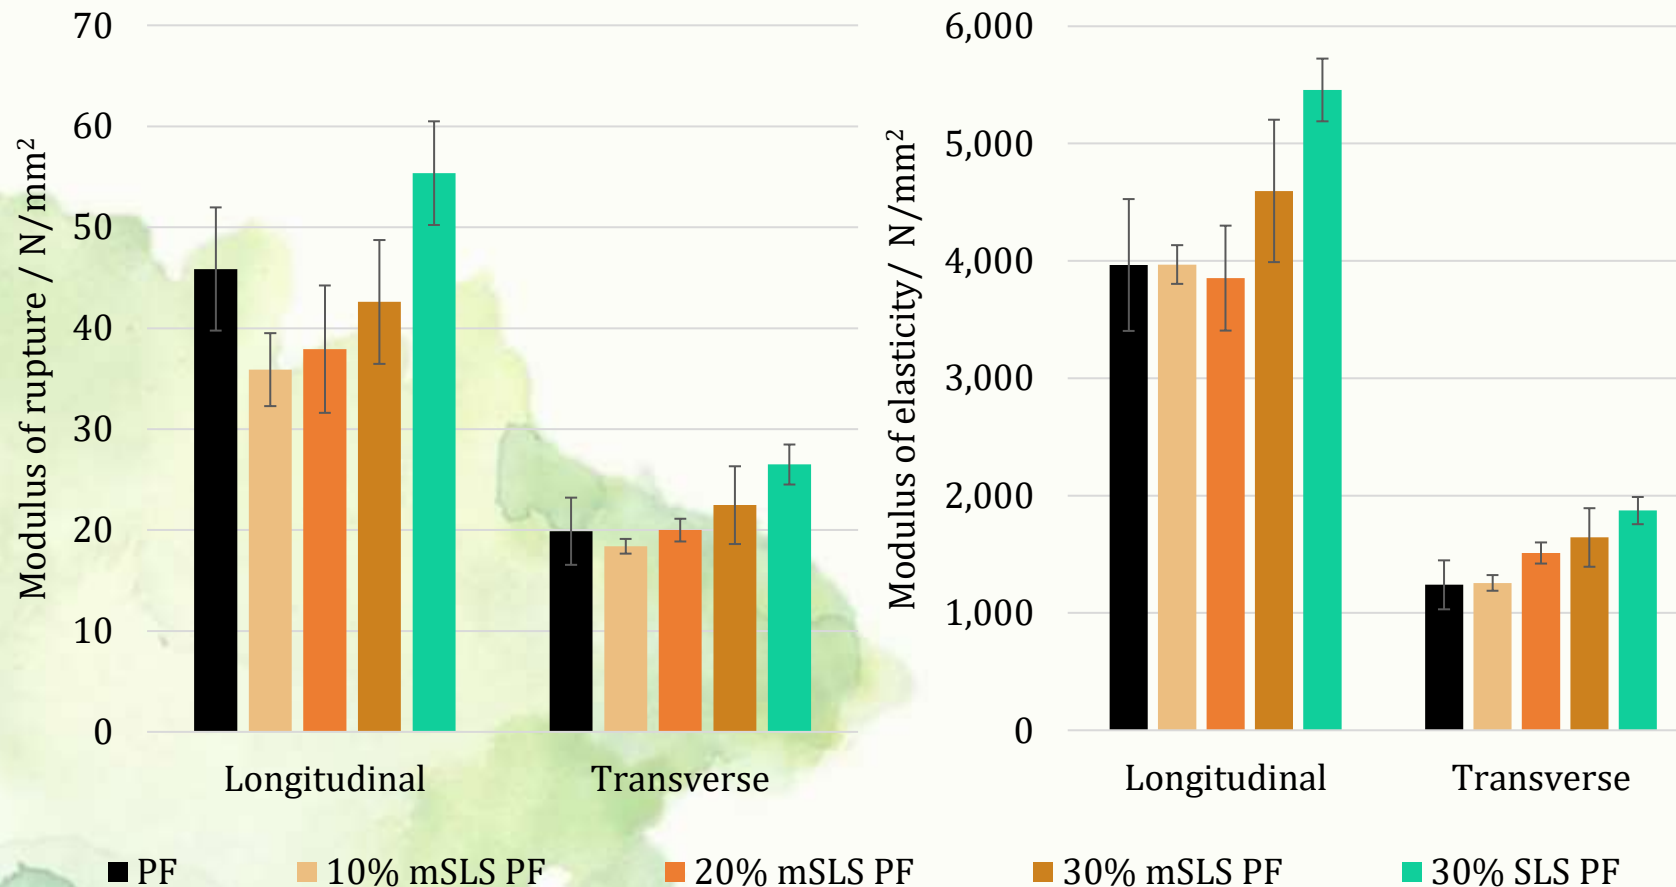 Modulus of rupture / N/mm²
70
60
50
40
30
20
10
0
Longitudinal
Transverse
Modulus of elasticity/ N/mm²
6,000
5,000
4,000
3,000
2,000
1,000
0
Longitudinal
Transverse
PF
10% mSLS PF
20% mSLS PF
30% mSLS PF
30% SLS PF